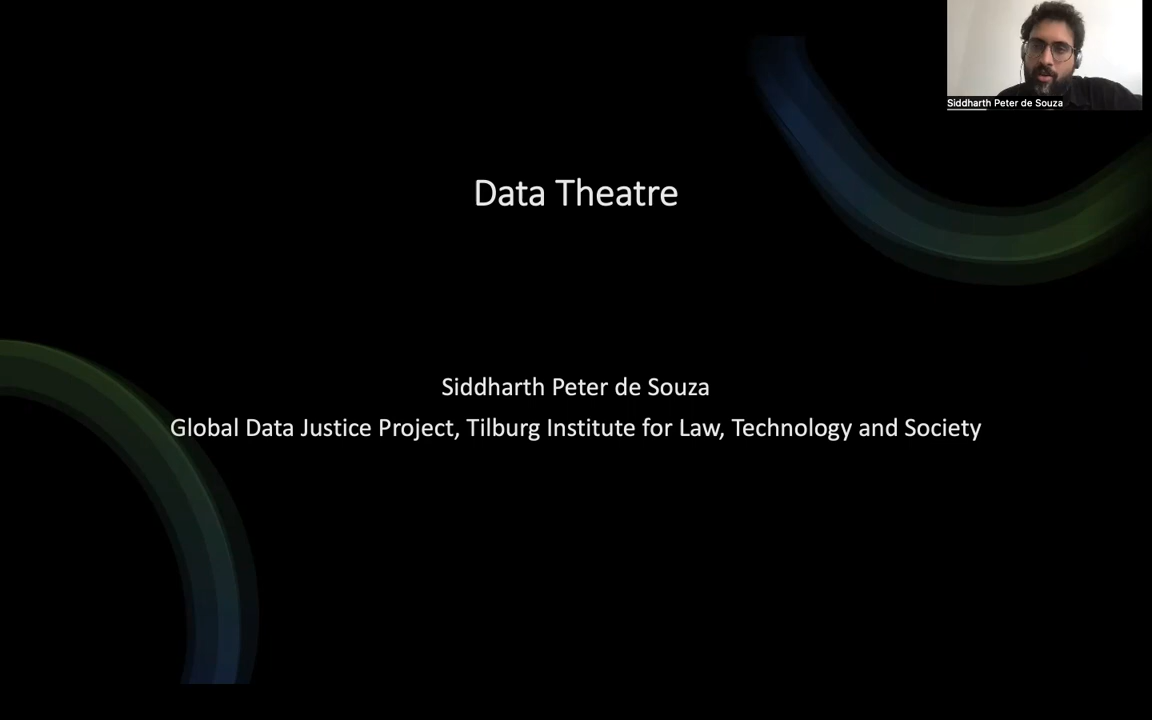 Siddharth Peter de Souza
Data Theatre
Siddharth Peter de Souza
Global Data Justice Project, Tilburg Institute for Law, Technology and Society